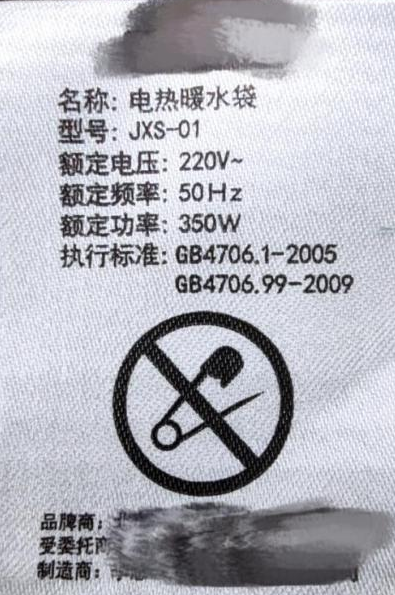 名称: 电热暖水袋
型号: JXS-01
额定电压: 220V~
额定频率: 50Hz
额定功率: 350W
执行标准: GB4706.1-2005
GB4706.99-2009
品牌商:
受委托商
制造商: